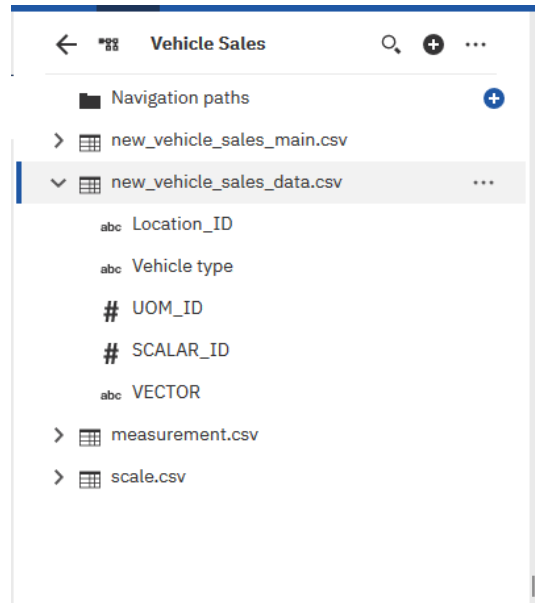 Vehicle Sales
Navigation paths
new_vehicle_sales_main.csv
new_vehicle_sales_data.csv
abc Location_ID
abc Vehicle type
# UOM_ID
# SCALAR_ID
abc VECTOR
measurement.csv
scale.csv